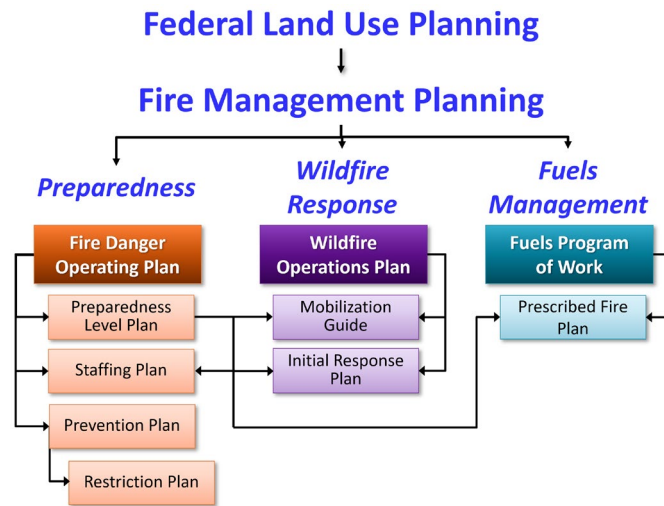 Federal Land Use Planning
Fire Management Planning
Preparedness
Wildfire
Response
Fuels
Management
Fire Danger
Operating Plan
Wildfire
Operations Plan
Fuels Program
of Work
Preparedness
Level Plan
Mobilization
Guide
Prescribed Fire
Plan
Staffing Plan
Initial Response
Plan
Prevention Plan
Restriction Plan